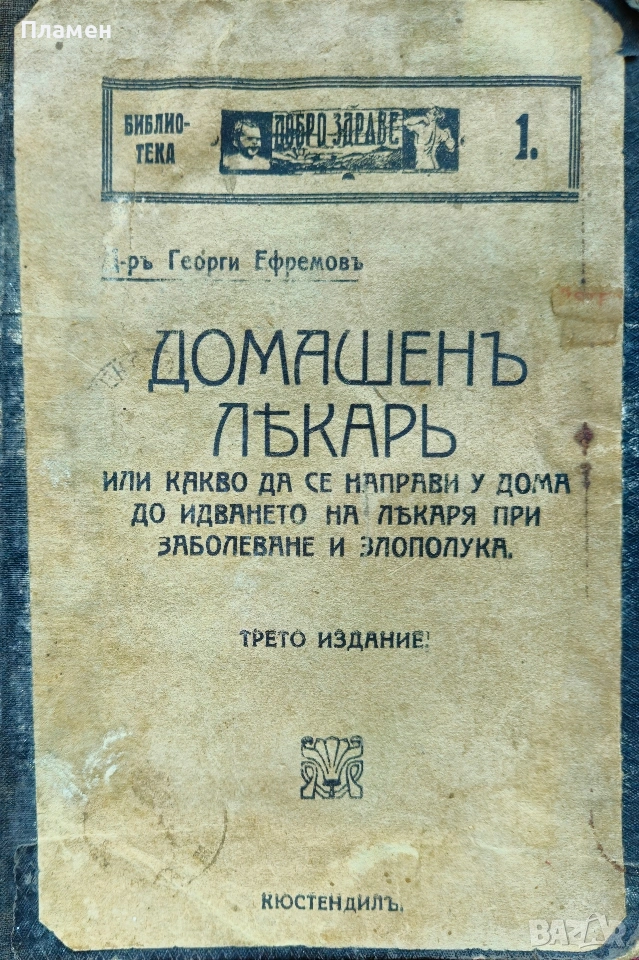 Пламен
БИБЛИО-
ТЕКА
ДОБРО ЗДРАВЕ
1.
Д-ръ Георги Ефремовъ
ДОМАШЕНЪ
ЛѢКАРЬ
ИЛИ КАКВО ДА СЕ НАПРАВИ У ДОМА
ДО ИДВАНЕТО НА ЛѢКАРЯ ПРИ
ЗАБОЛЕВАНЕ И ЗЛОПОЛУКА.
ТРЕТО ИЗДАНИЕ.
КЮСТЕНДИЛЪ.
BAZAR